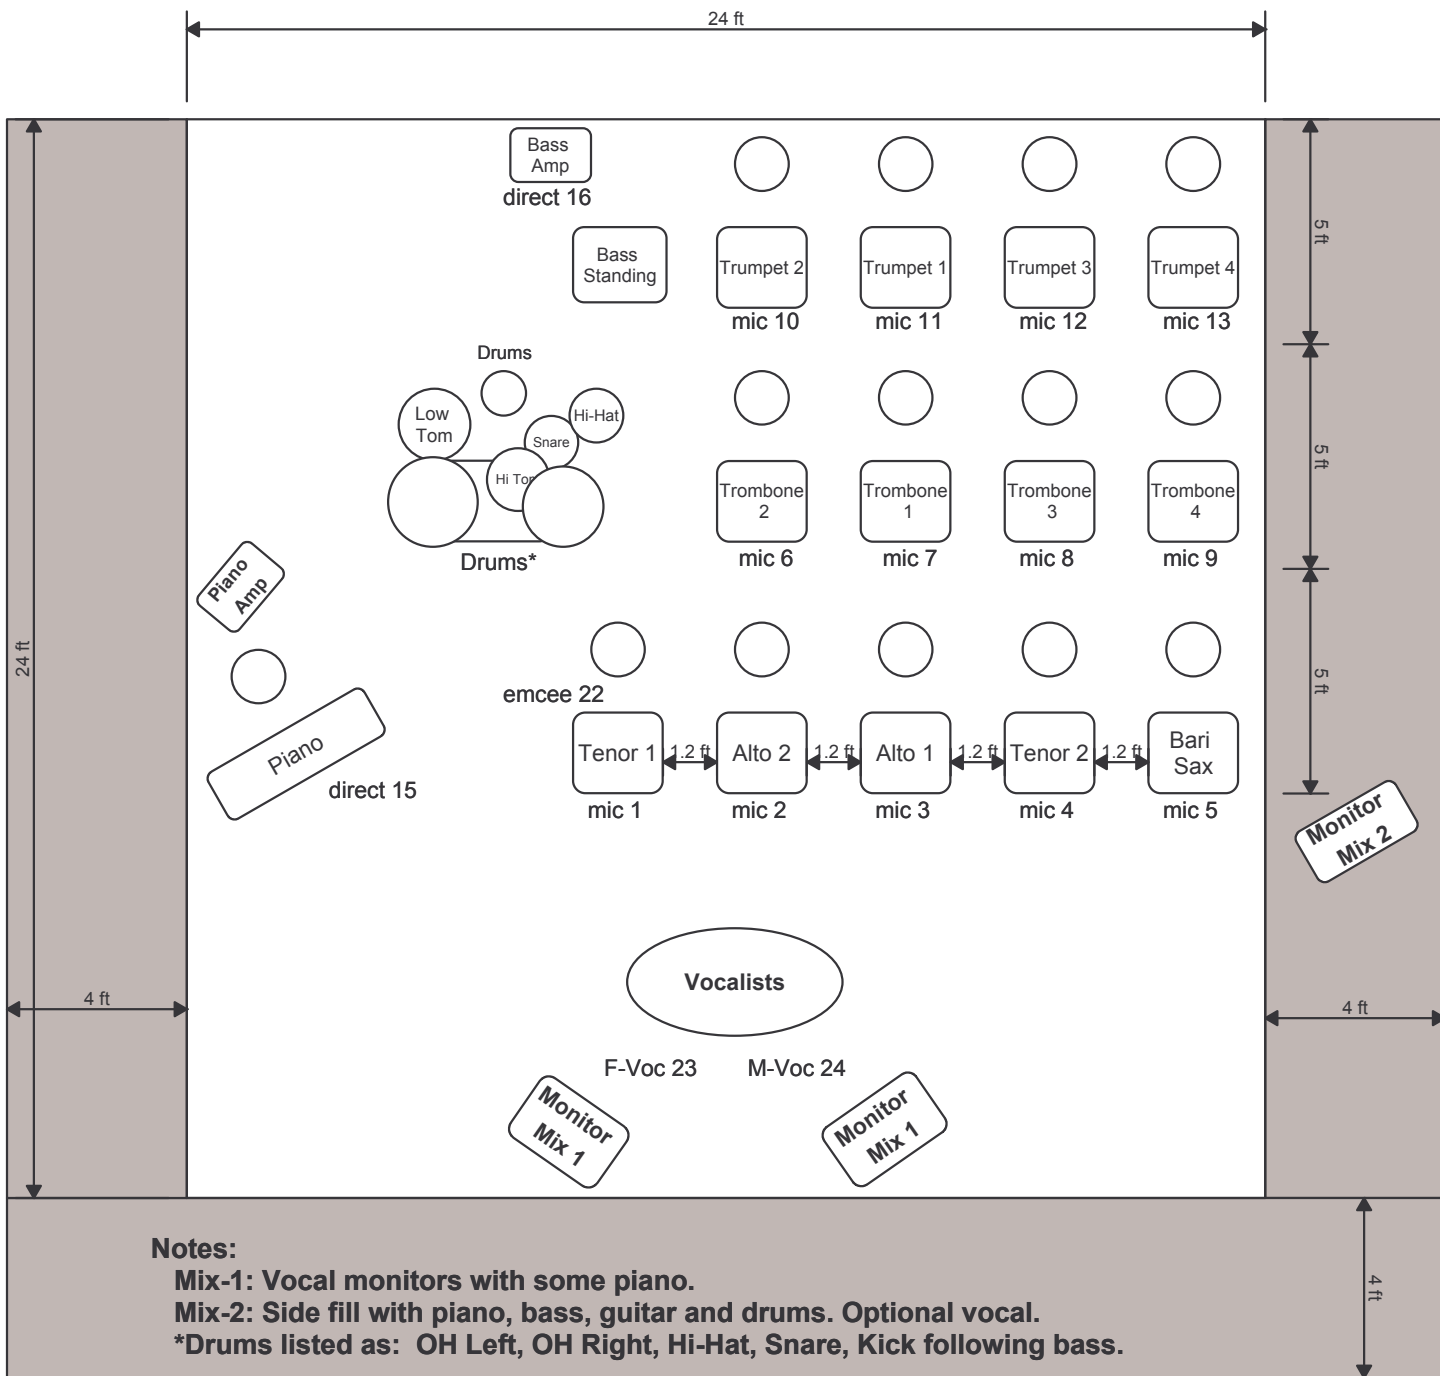 24 ft
Bass
Amp
direct 16
Bass
Standing
Trumpet 2
Trumpet 1
Trumpet 3
Trumpet 4
mic 10
mic 11
mic 12
mic 13
5 ft
Drums
Low
Tom
Hi-Hat
Snare
Hi Tom
Drums*
Trombone
2
Trombone
1
Trombone
3
Trombone
4
mic 6
mic 7
mic 8
mic 9
5 ft
Piano
Amp
24 ft
emcee 22
5 ft
Piano
direct 15
Tenor 1
1.2 ft
Alto 2
1.2 ft
Alto 1
1.2 ft
Tenor 2
1.2 ft
Bari
Sax
mic 1
mic 2
mic 3
mic 4
mic 5
Monitor
Mix 2
Vocalists
4 ft
4 ft
F-Voc 23
M-Voc 24
Monitor
Mix 1
Monitor
Mix 1
4 ft
Notes:
Mix-1: Vocal monitors with some piano.
Mix-2: Side fill with piano, bass, guitar and drums. Optional vocal.
*Drums listed as: OH Left, OH Right, Hi-Hat, Snare, Kick following bass.